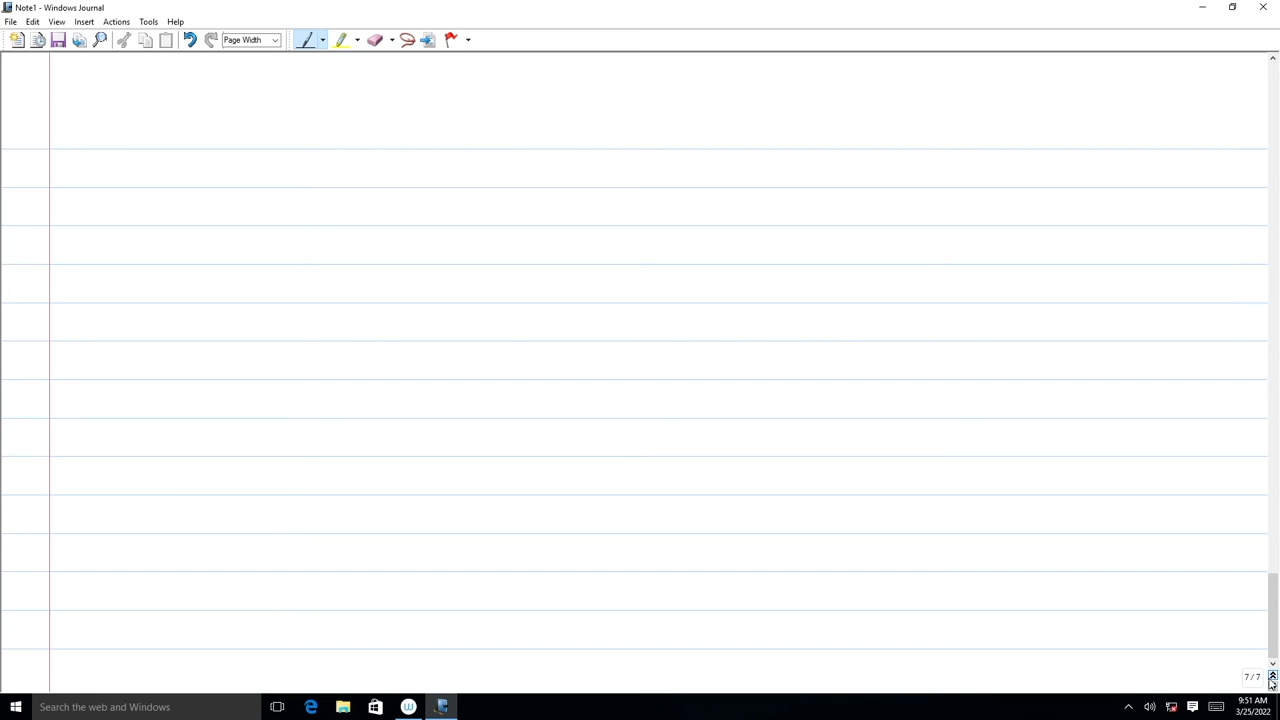 Note1 - Windows Journal
File Edit View Insert Actions Tools Help
Page Width
7 / 7
Search the web and Windows
9:51 AM
3/25/2022